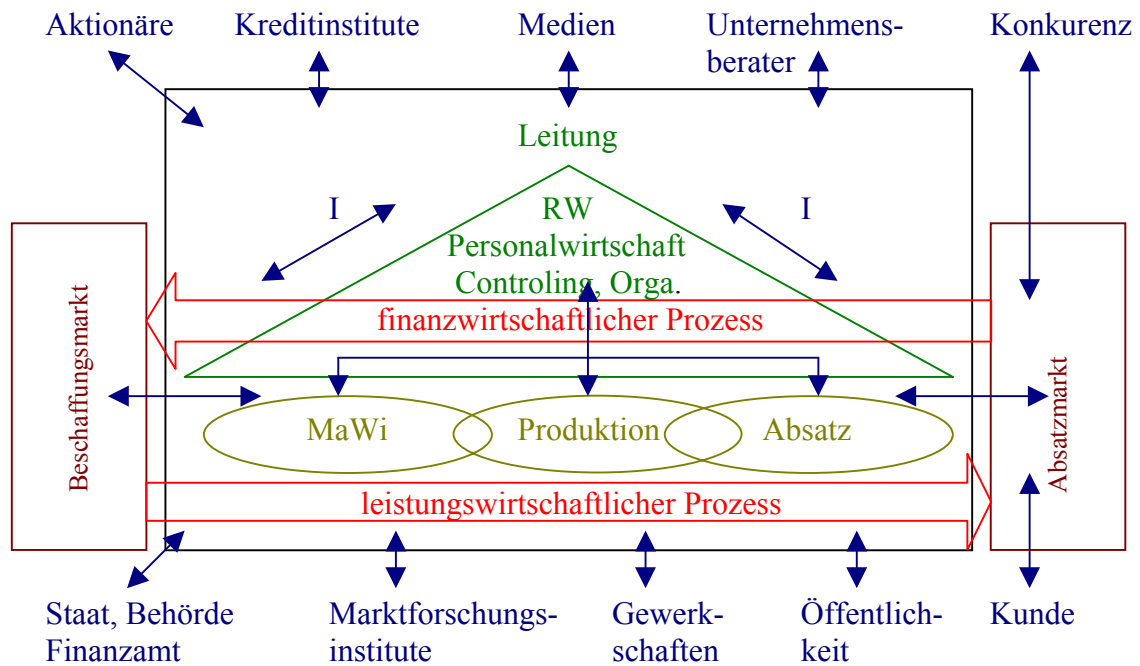 Aktionäre
Kreditinstitute
Medien
Unternehmens-
berater
Konkurenz
Leitung
I
RW
I
Personalwirtschaft
Controling, Orga.
finanzwirtschaftlicher Prozess
Beschaffungsmarkt
Absatzmarkt
MaWi
Produktion
Absatz
leistungswirtschaftlicher Prozess
Staat, Behörde
Finanzamt
Marktforschungs-
institute
Gewerk-
schaften
Öffentlich-
keit
Kunde